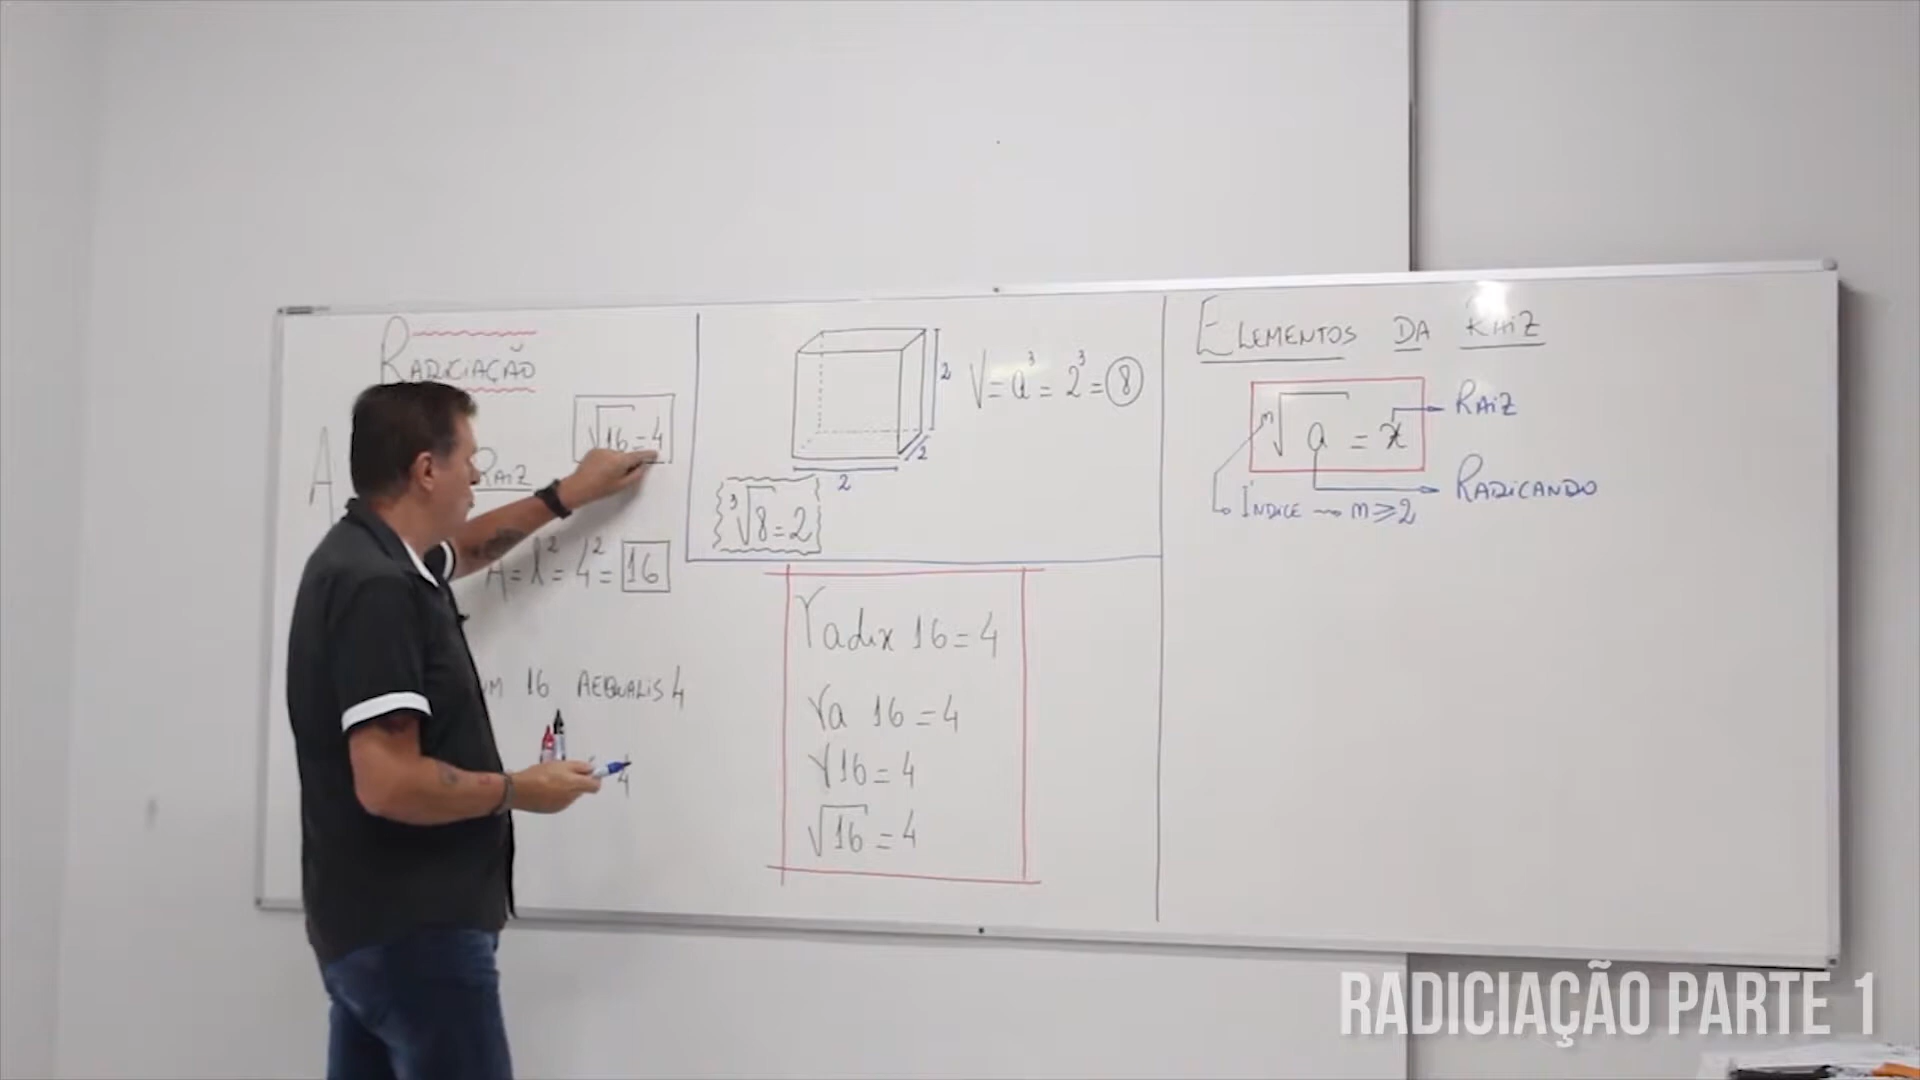 RADICIAÇÃO
√16 = 4
A
RAIZ
A = l² = 4² = 16
16 AEQUALIS 4
4
2
2
2
V = a³ = 2³ = 8
³√8 = 2
radix 16 = 4
ra 16 = 4
r16 = 4
√16 = 4
ELEMENTOS DA RAIZ
ⁿ√a = x
RAIZ
RADICANDO
ÍNDICE → n ≥ 2
RADICIAÇÃO PARTE 1